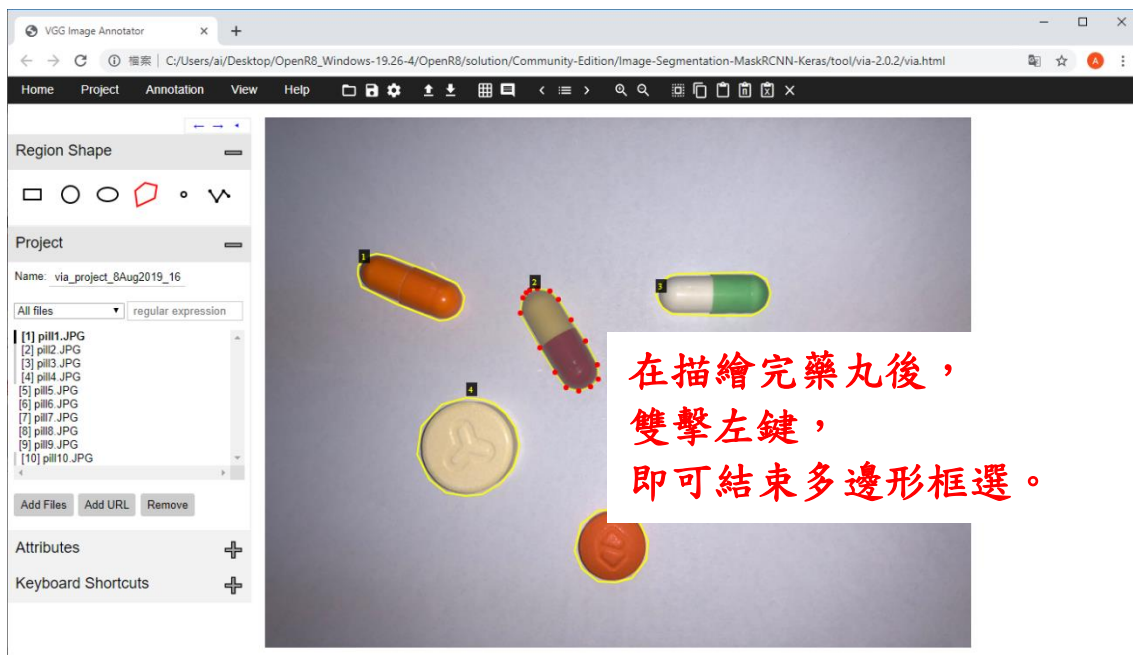 VGG Image Annotator
檔案 | C:/Users/ai/Desktop/OpenR8_Windows-19.26-4/OpenR8/solution/Community-Edition/Image-Segmentation-MaskRCNN-Keras/tool/via-2.0.2/via.html
A
Home Project Annotation View Help
Region Shape
Project
Name: via_project_8Aug2019_16
All files regular expression
[1] pill1.JPG
[2] pill2.JPG
[3] pill3.JPG
[4] pill4.JPG
[5] pill5.JPG
[6] pill6.JPG
[7] pill7.JPG
[8] pill8.JPG
[9] pill9.JPG
[10] pill10.JPG
Add Files Add URL Remove
Attributes
Keyboard Shortcuts
1
2
3
4
在描繪完藥丸後，
雙擊左鍵，
即可結束多邊形框選。